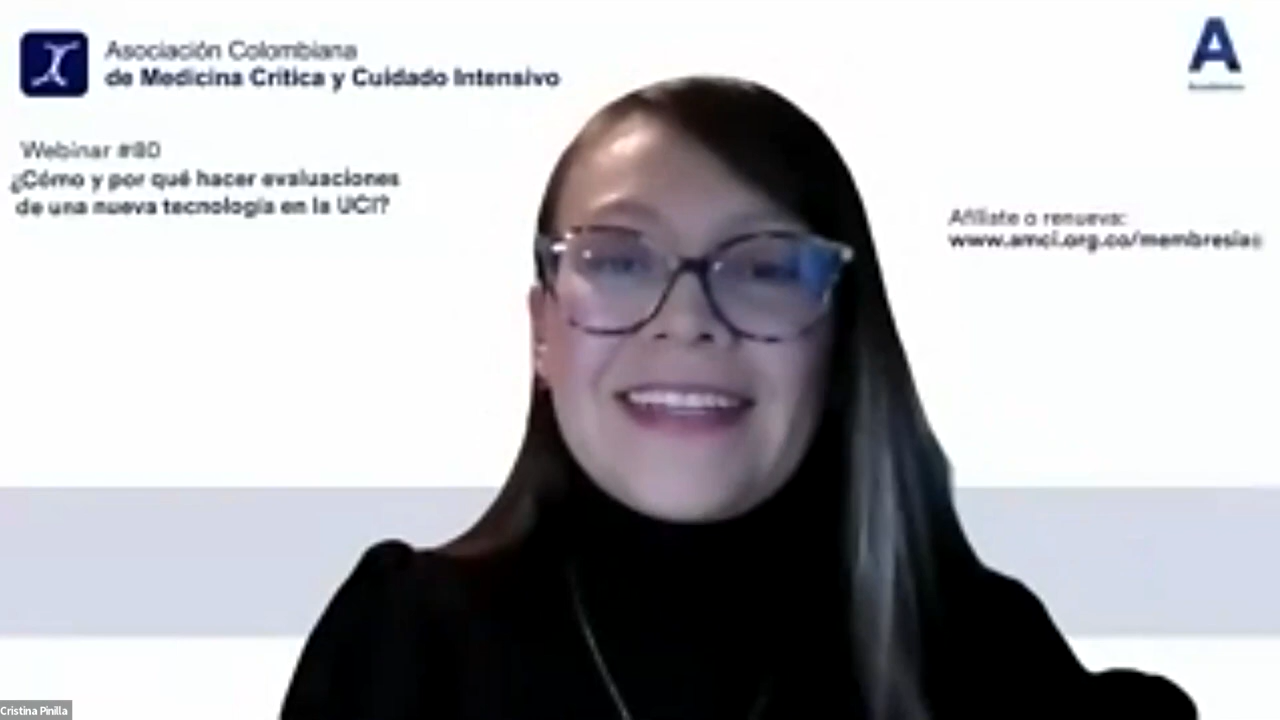 Asociación Colombiana
de Medicina Crítica y Cuidado Intensivo
A
Webinar #80
¿Cómo y por qué hacer evaluaciones
de una nueva tecnología en la UCI?
Afíliate o renueva:
www.amci.org.co/membresias
Cristina Pinilla